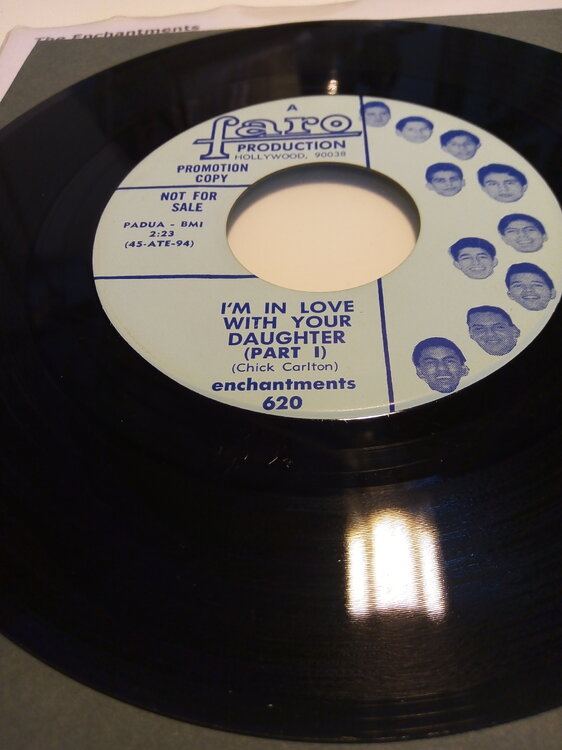 The Enchantments
A
faro
PRODUCTION
HOLLYWOOD, 90038
PROMOTION
COPY
NOT FOR
SALE
PADUA - BMI
2:23
(45-ATE-94)
I'M IN LOVE
WITH YOUR
DAUGHTER
(PART I)
(Chick Carlton)
enchantments
620